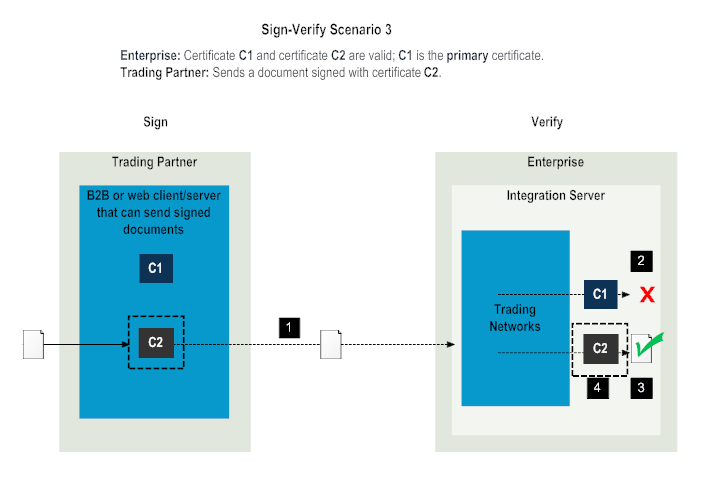 Sign-Verify Scenario 3
Enterprise: Certificate C1 and certificate C2 are valid; C1 is the primary certificate.
Trading Partner: Sends a document signed with certificate C2.
Sign
Verify
Trading Partner
Enterprise
B2B or web client/server
that can send signed
documents
Integration Server
C1
2
C1
X
1
Trading
Networks
C2
C2
4
3